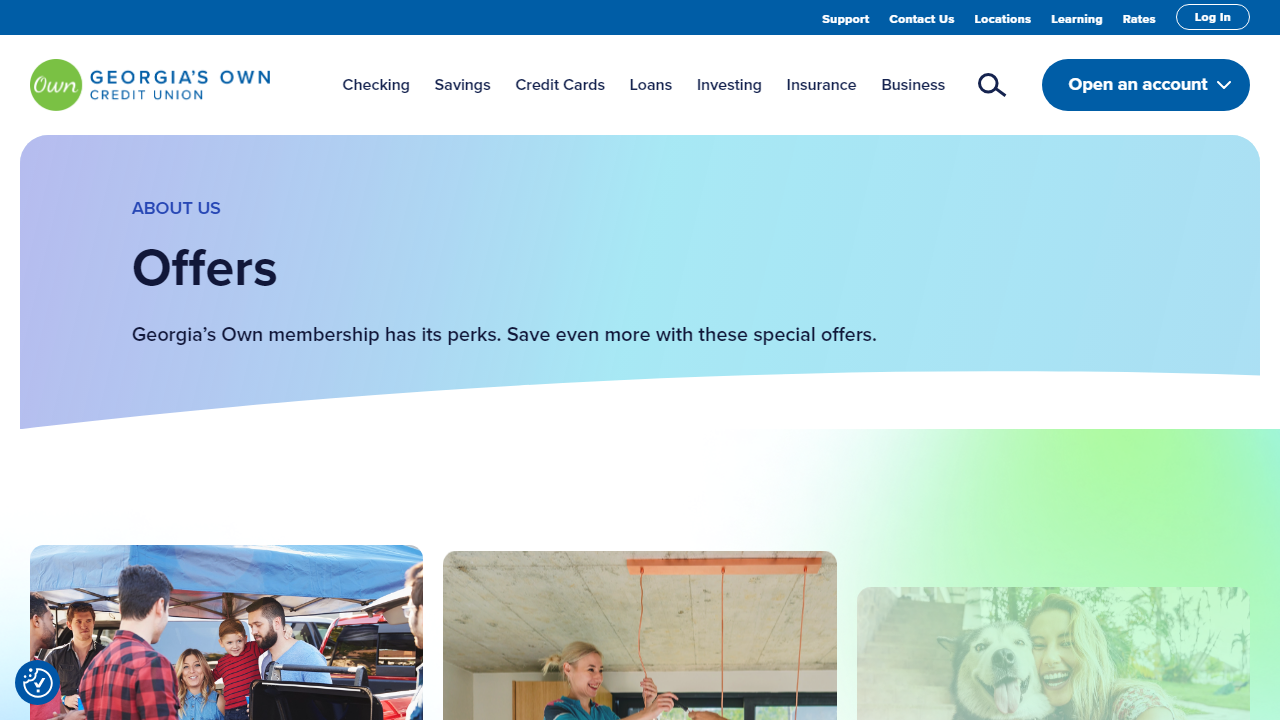 Support Contact Us Locations Learning Rates Log In
Own GEORGIA'S OWN
CREDIT UNION
Checking Savings Credit Cards Loans Investing Insurance Business Open an account
ABOUT US
Offers
Georgia’s Own membership has its perks. Save even more with these special offers.